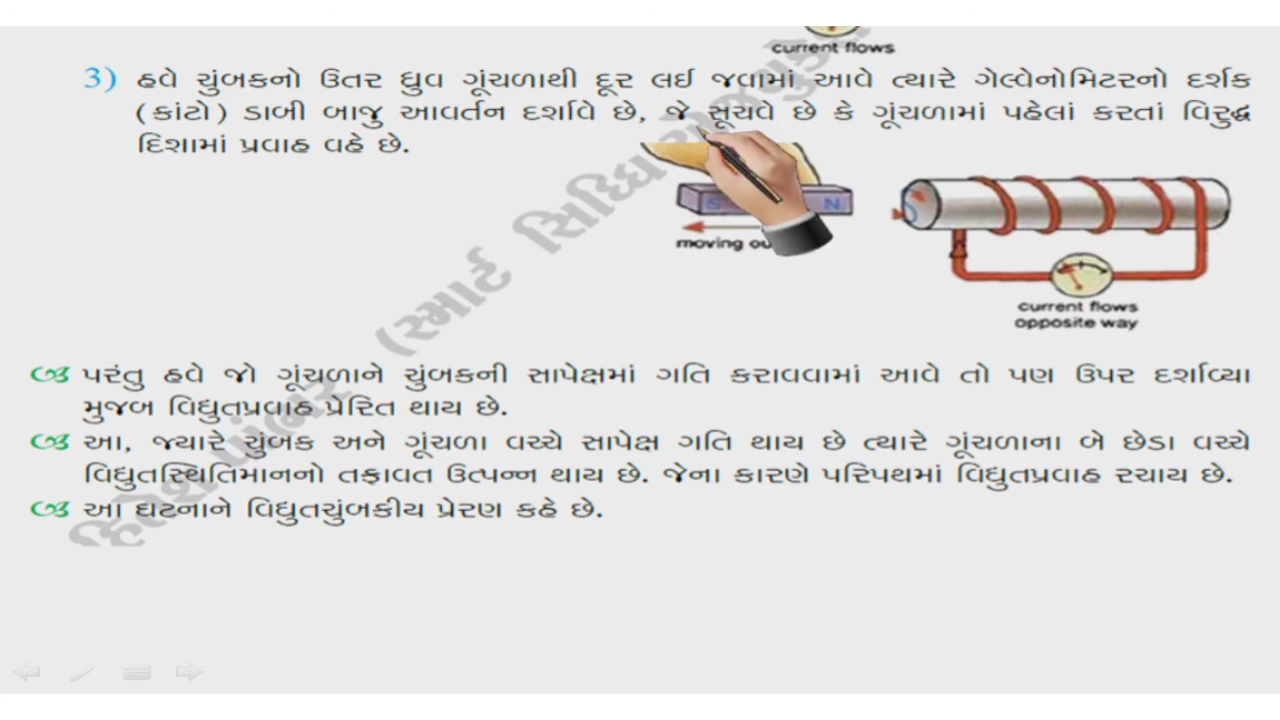 current flows
3) હવે ચુંબકનો ઉતર ધ્રુવ ગૂંચળાથી દૂર લઈ જવામાં આવે ત્યારે ગેલ્વેનોમિટરનો દર્શક
(કાંટો) ડાબી બાજુ આવર્તન દર્શાવે છે, જે સૂચવે છે કે ગૂંચળામાં પહેલાં કરતાં વિરુદ્ધ
દિશામાં પ્રવાહ વહે છે.
S N
moving
current flows
opposite way
પરંતુ હવે જો ગૂંચળાને ચુંબકની સાપેક્ષમાં ગતિ કરાવવામાં આવે તો પણ ઉપર દર્શાવ્યા
મુજબ વિદ્યુતપ્રવાહ પ્રેરિત થાય છે.
આ, જ્યારે ચુંબક અને ગૂંચળા વચ્ચે સાપેક્ષ ગતિ થાય છે ત્યારે ગૂંચળાના બે છેડા વચ્ચે
વિદ્યુતસ્થિતિમાનનો તફાવત ઉત્પન્ન થાય છે. જેના કારણે પરિપથમાં વિદ્યુતપ્રવાહ રચાય છે.
આ ઘટનાને વિદ્યુતચુંબકીય પ્રેરણ કહે છે.